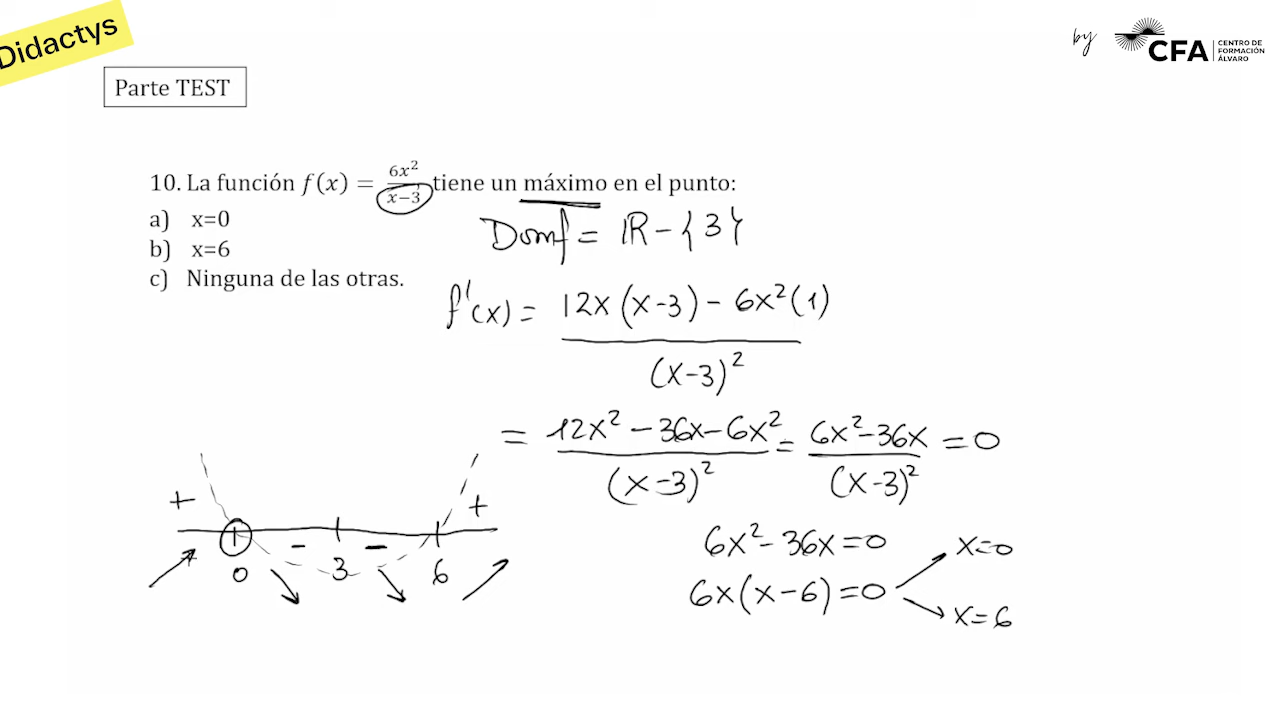 Didactys
by
CFA CENTRO DE FORMACIÓN ÁLVARO
Parte TEST
10. La función f(x) = 6x²/(x−3) tiene un máximo en el punto:
a) x=0
b) x=6
c) Ninguna de las otras.
Domf = ℝ − {3}
f'(x) = 12x(x−3) − 6x²(1) / (x−3)²
= 12x² − 36x − 6x² / (x−3)² = 6x² − 36x / (x−3)² = 0
6x² − 36x = 0
6x(x − 6) = 0
x=0
x=6
+ − − +
0 3 6